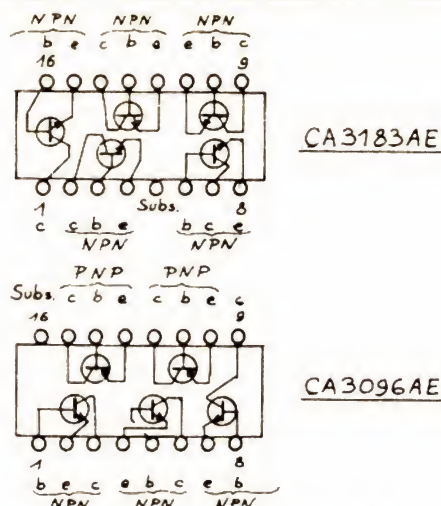 NPN NPN NPN
b e c b e e b c
16 9
CA3183AE
1 Subs. 8
c c b e b c e
NPN NPN
PNP PNP
Subs. c b e c b e c
16 9
CA3096AE
1 8
b e c e b c e b
NPN NPN NPN